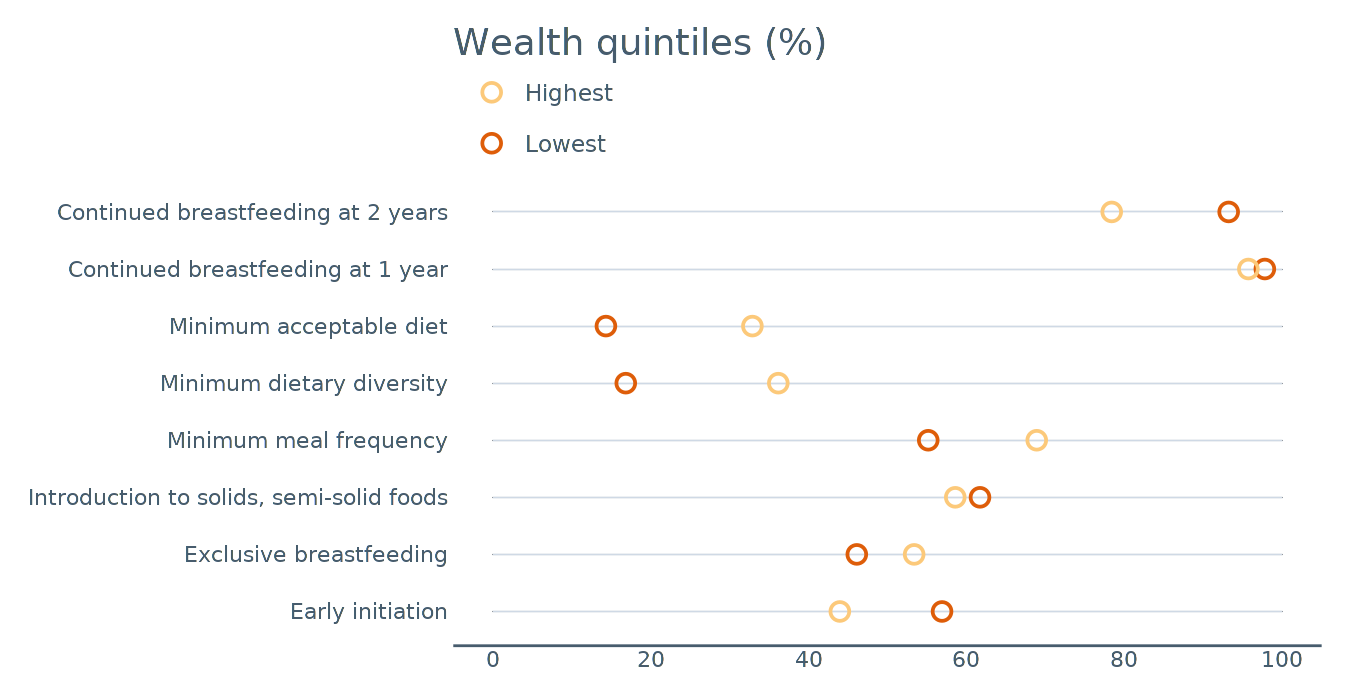 Wealth quintiles (%)
Highest
Lowest
Continued breastfeeding at 2 years
Continued breastfeeding at 1 year
Minimum acceptable diet
Minimum dietary diversity
Minimum meal frequency
Introduction to solids, semi-solid foods
Exclusive breastfeeding
Early initiation
0 20 40 60 80 100